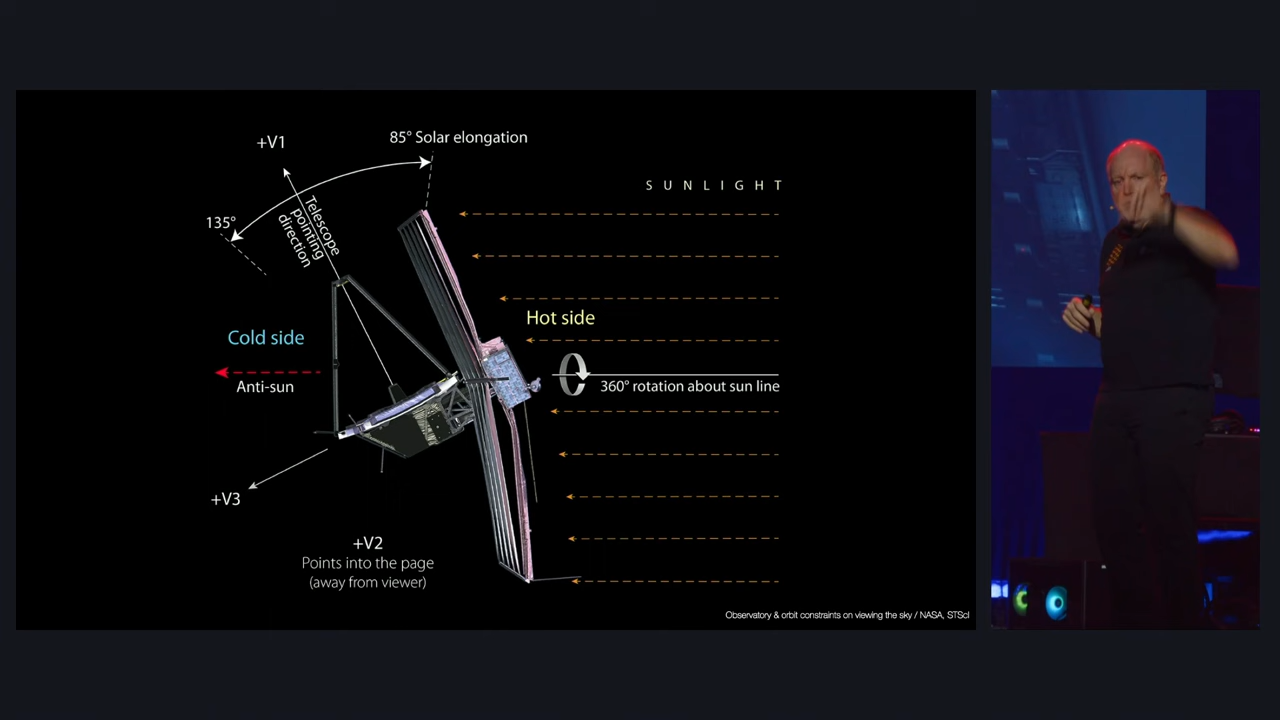 +V1
85° Solar elongation
135°
Telescope
pointing
direction
SUNLIGHT
Hot side
Cold side
Anti-sun
360° rotation about sun line
+V3
+V2
Points into the page
(away from viewer)
Observatory & orbit constraints on viewing the sky / NASA, STScI